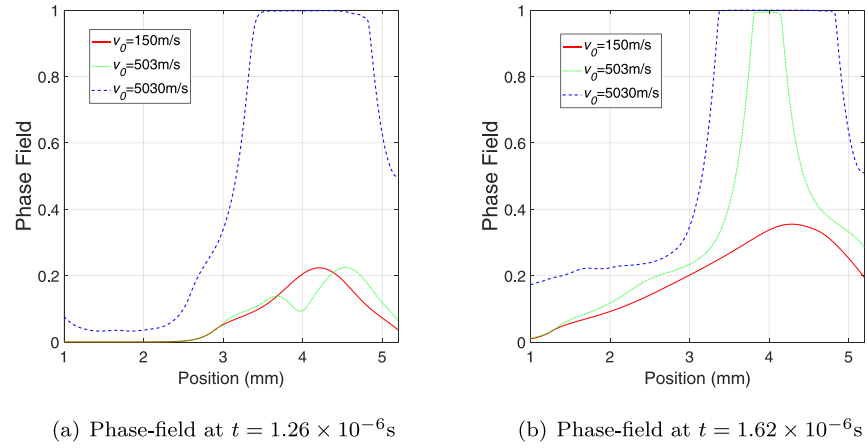 v0=150m/s
v0=503m/s
v0=5030m/s
1
0.8
0.6
0.4
0.2
0
Phase Field
1
2
3
4
5
Position (mm)
(a) Phase-field at t = 1.26 × 10⁻⁶s
v0=150m/s
v0=503m/s
v0=5030m/s
1
0.8
0.6
0.4
0.2
0
Phase Field
1
2
3
4
5
Position (mm)
(b) Phase-field at t = 1.62 × 10⁻⁶s